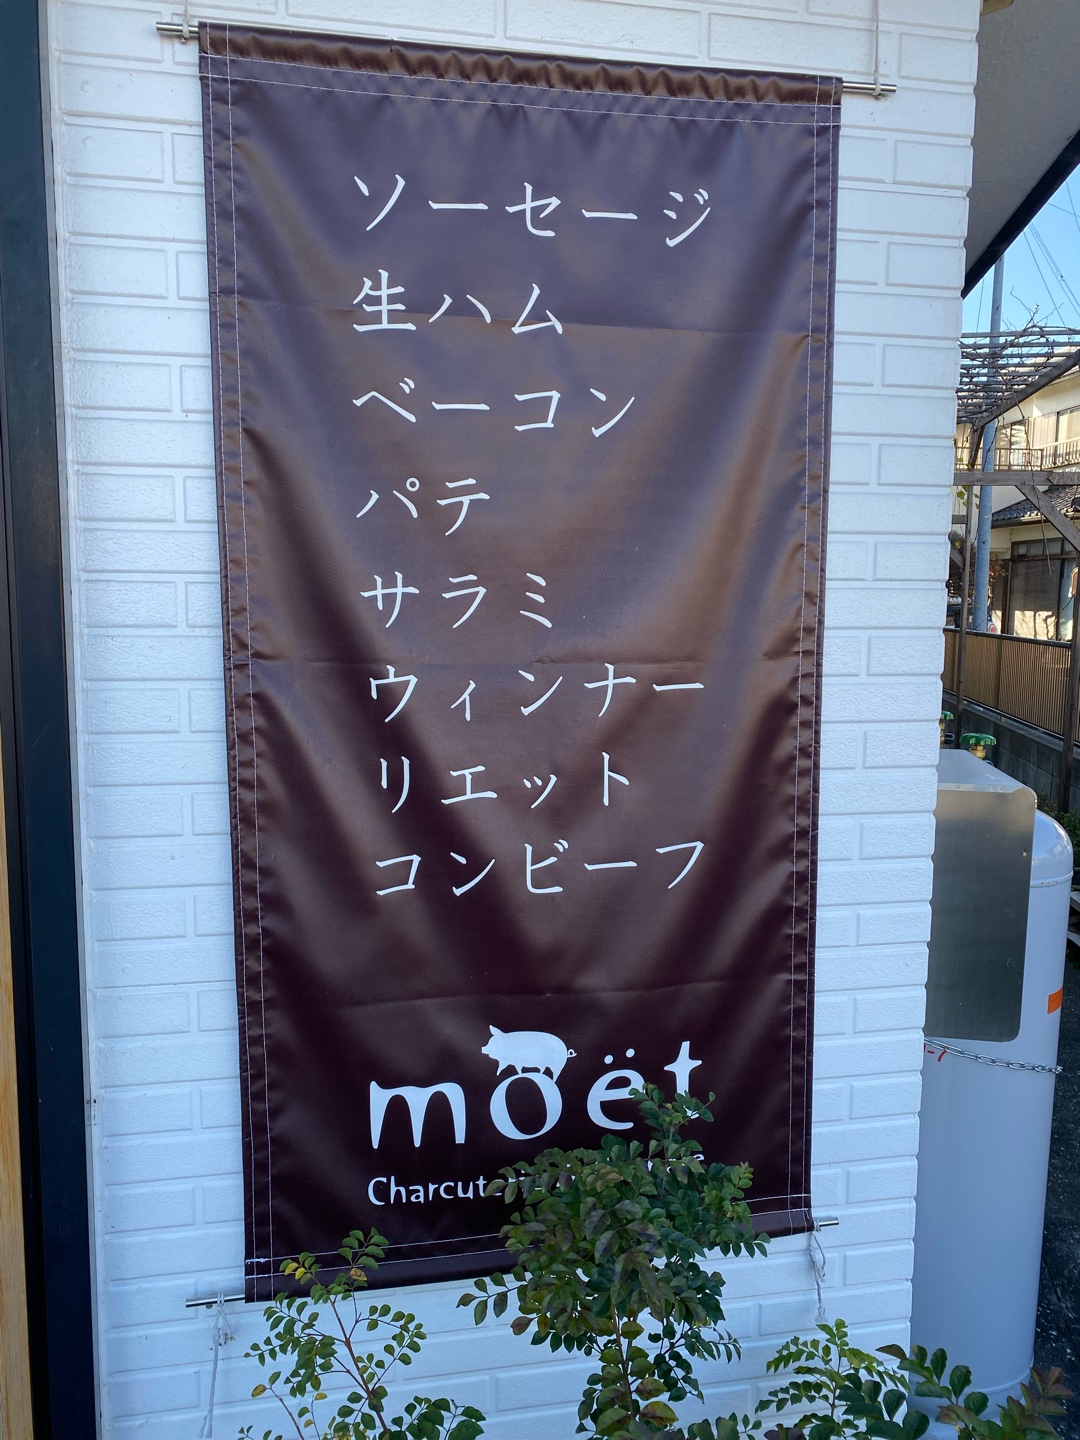 ソーセージ
生ハム
ベーコン
パテ
サラミ
ウィンナー
リエット
コンビーフ
moët